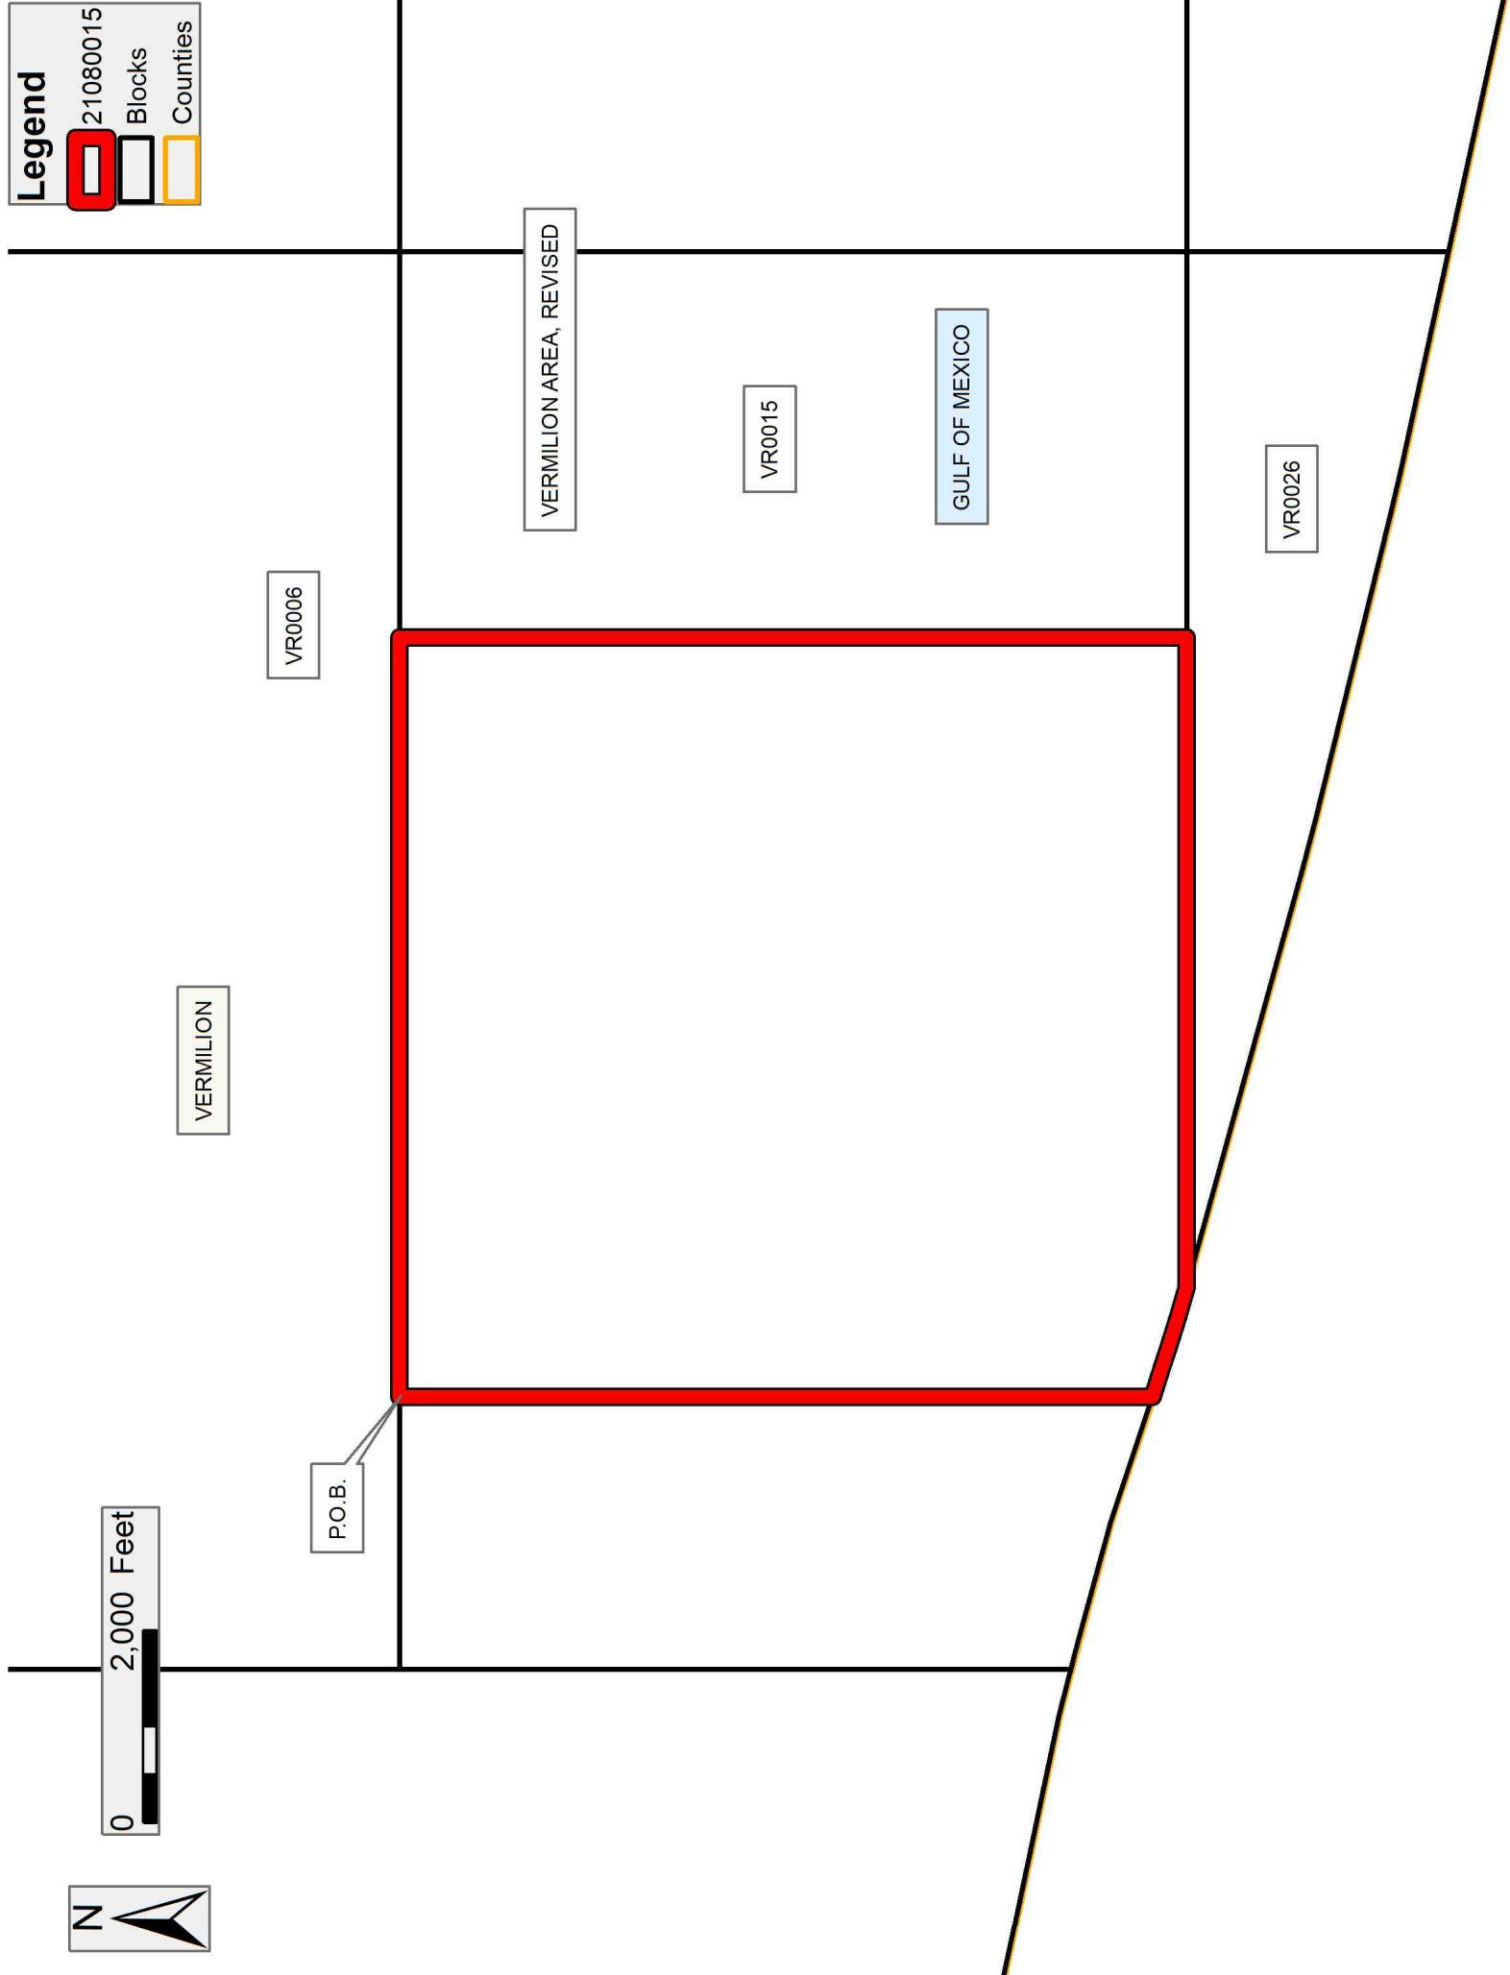 N
0 2,000 Feet
Legend
21080015
Blocks
Counties
VERMILION
VR0006
P.O.B.
VERMILION AREA, REVISED
VR0015
GULF OF MEXICO
VR0026